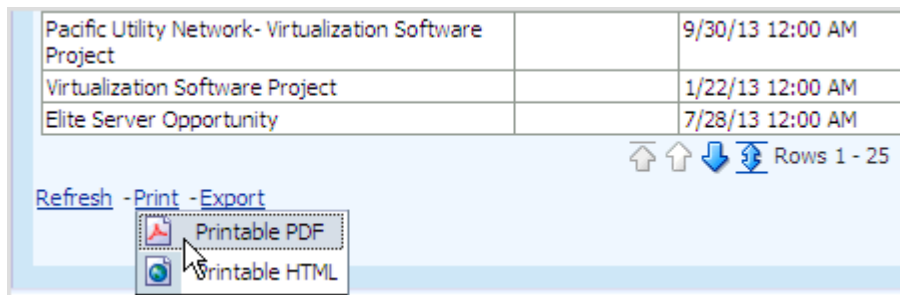 Pacific Utility Network- Virtualization Software 9/30/13 12:00 AM
Project
Virtualization Software Project 1/22/13 12:00 AM
Elite Server Opportunity 7/28/13 12:00 AM
Rows 1 - 25
Refresh - Print - Export
Printable PDF
Printable HTML